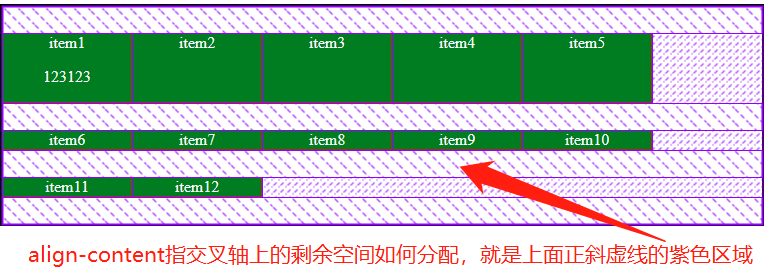 item1 item2 item3 item4 item5
123123
item6 item7 item8 item9 item10
item11 item12
align-content指交叉轴上的剩余空间如何分配，就是上面正斜虚线的紫色区域